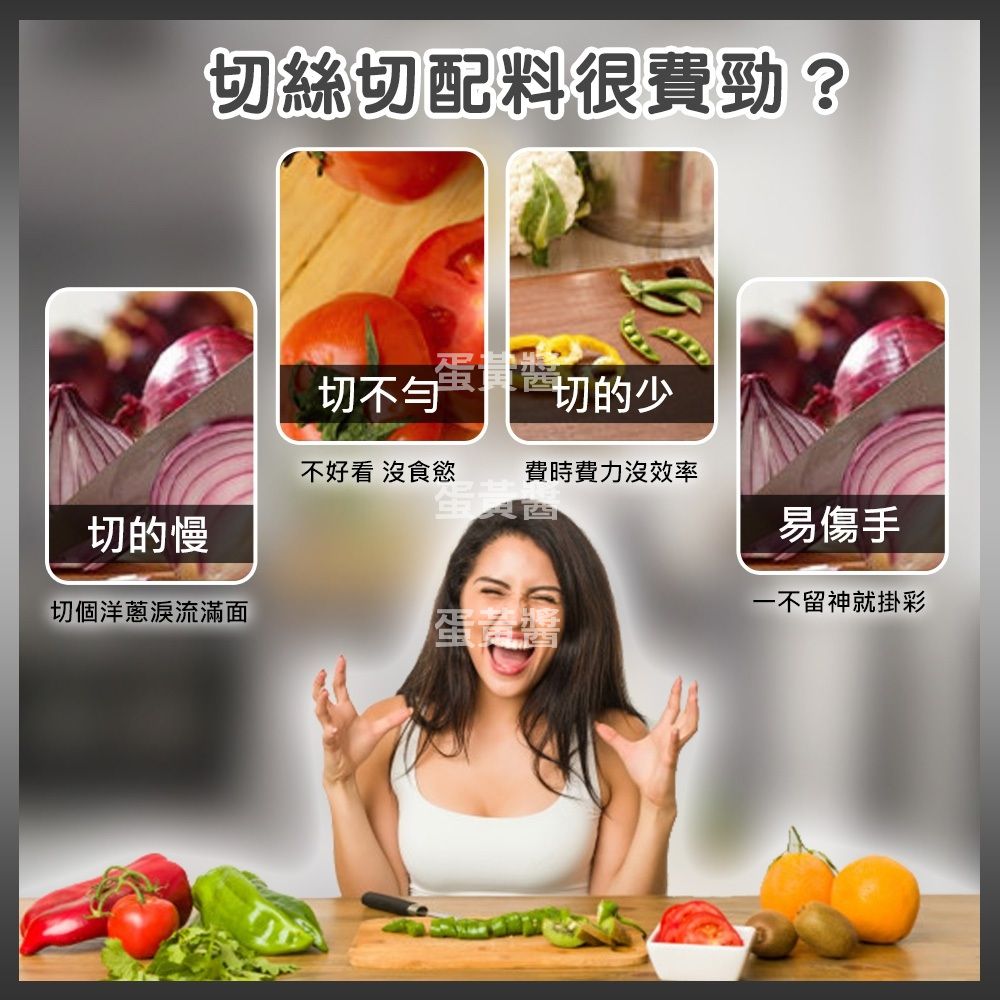 切絲切配料很費勁？
切不勻
不好看 沒食慾
切的少
費時費力沒效率
切的慢
切個洋蔥淚流滿面
易傷手
一不留神就掛彩
蛋黃醬
蛋黃醬
蛋黃醬